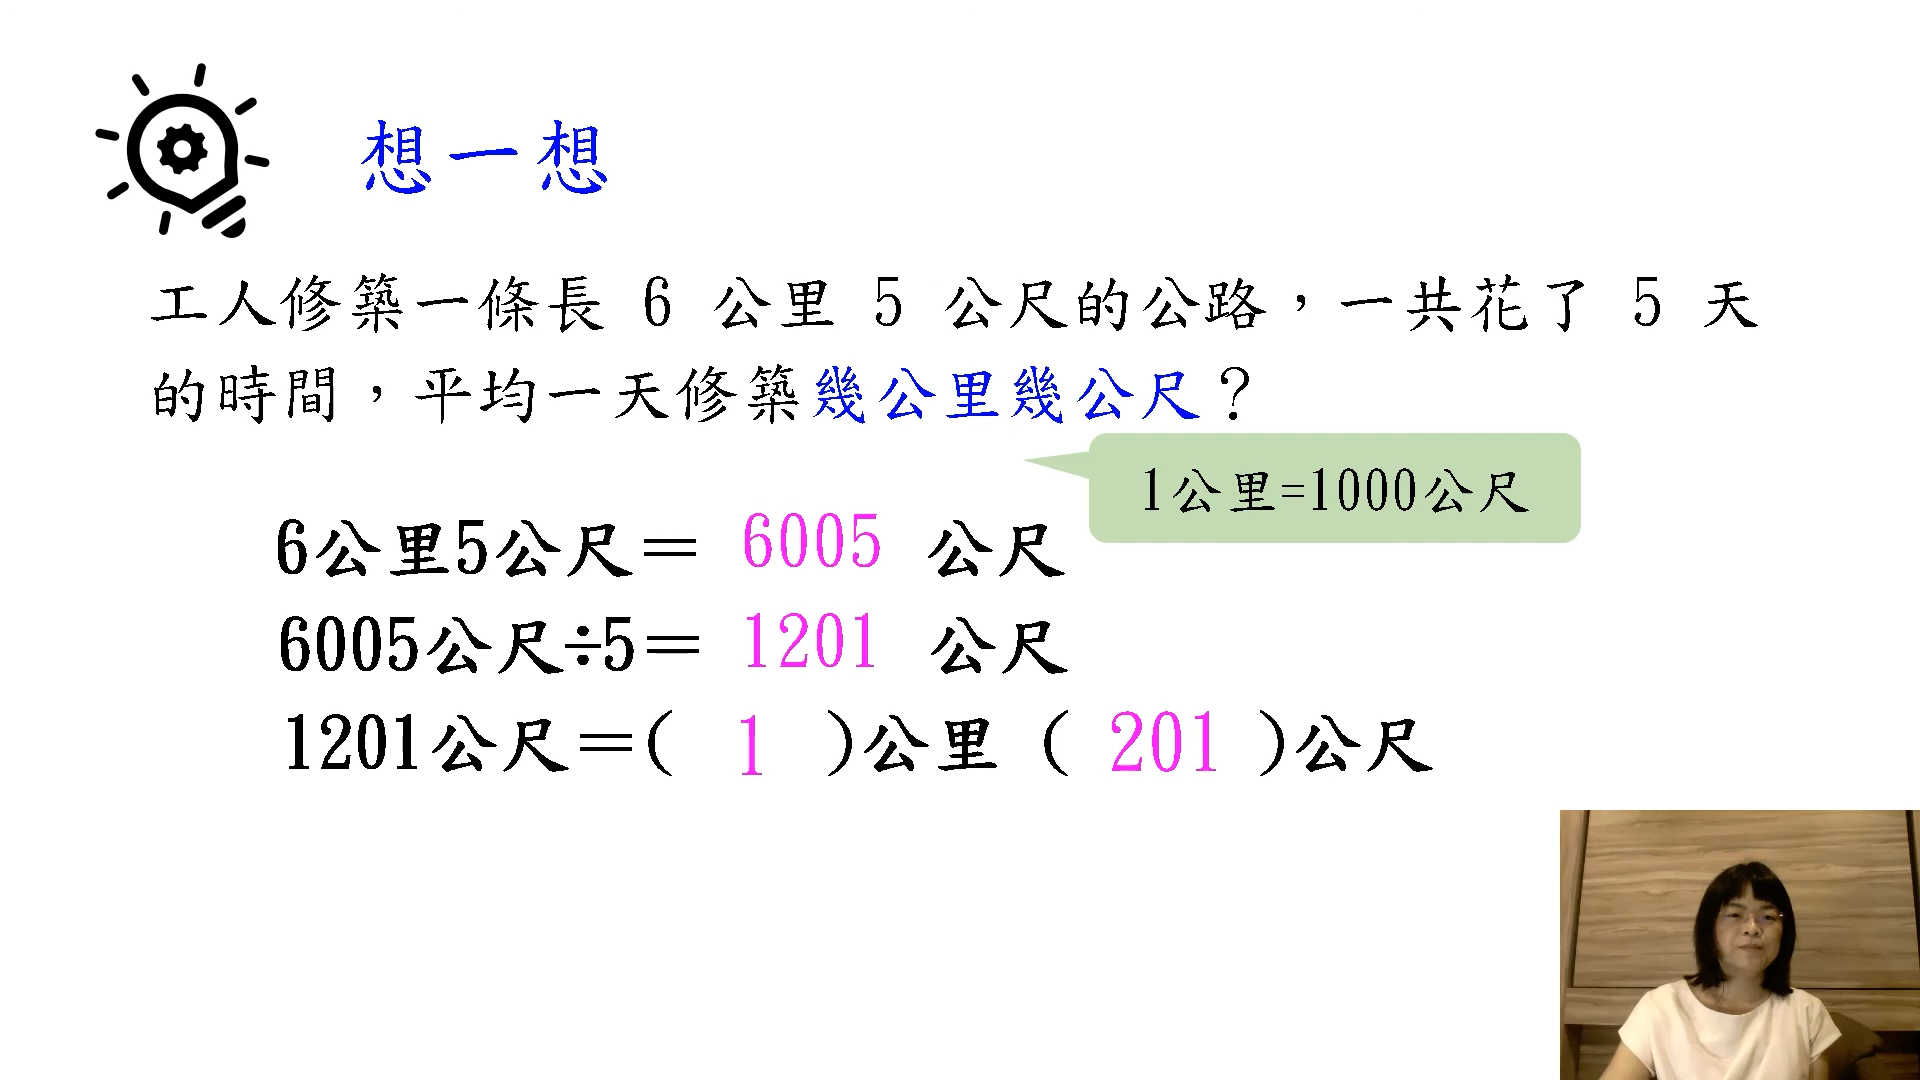 想一想
工人修築一條長 6 公里 5 公尺的公路，一共花了 5 天
的時間，平均一天修築幾公里幾公尺？
1公里=1000公尺
6公里5公尺＝ 6005 公尺
6005公尺÷5＝ 1201 公尺
1201公尺＝( 1 )公里 ( 201 )公尺